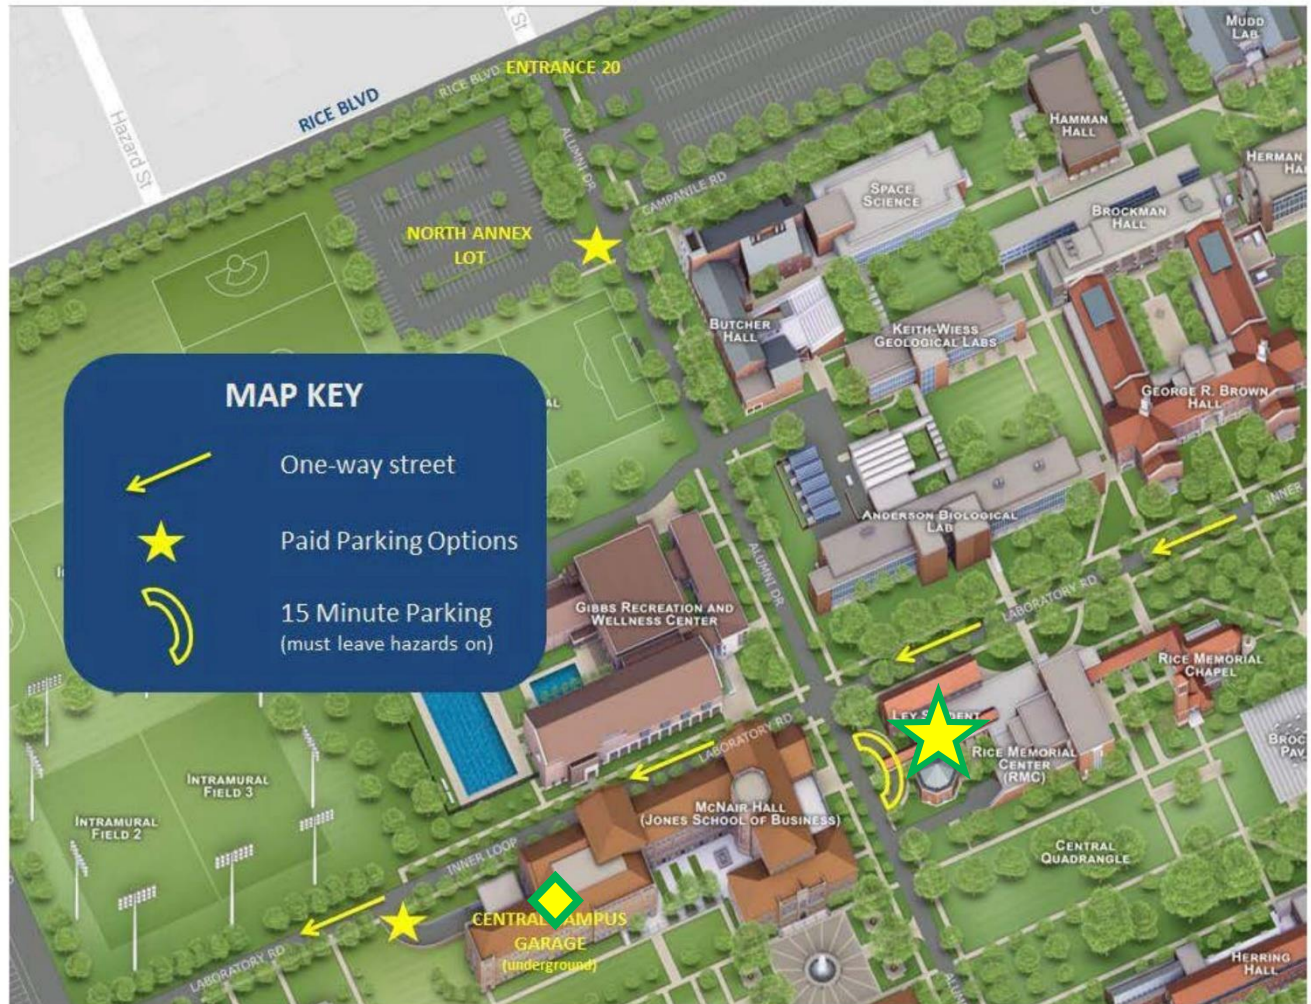 MUDD
LAB
St
ENTRANCE 20
RICE BLVD
RICE BLVD
Hazard St
ALUMNI DR
HAMMAN
HALL
CAMPANILE RD
SPACE
SCIENCE
HERMAN
BROCKMAN
HALL
NORTH ANNEX
LOT
BUTCHER
HALL
KEITH-WIESS
GEOLOGICAL LABS
GEORGE R. BROWN
HALL
MAP KEY
One-way street
Paid Parking Options
15 Minute Parking
(must leave hazards on)
ANDERSON BIOLOGICAL
LAB
INNER
ALUMNI DR
LABORATORY RD
GIBBS RECREATION AND
WELLNESS CENTER
RICE MEMORIAL
CHAPEL
LABORATORY RD
RICE MEMORIAL
CENTER
(RMC)
INTRAMURAL
FIELD 3
INTRAMURAL
FIELD 2
MCNAIR HALL
(JONES SCHOOL OF BUSINESS)
CENTRAL
QUADRANGLE
INNER LOOP
CENTRAL CAMPUS
GARAGE
(underground)
LABORATORY RD
HERRING
HALL